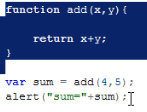 function add(x,y){
return x+y;
}
var sum = add(4,5);
alert("sum="+sum);